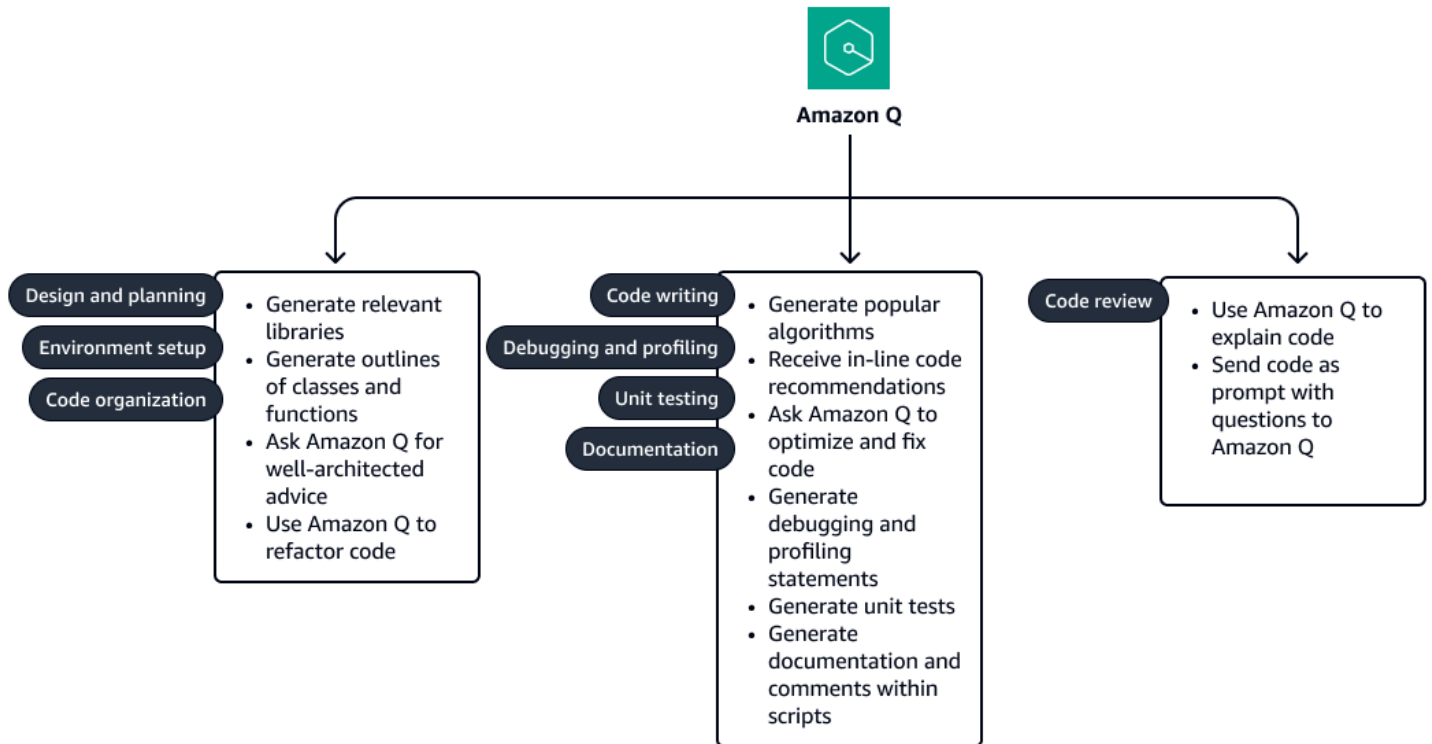 Amazon Q
Design and planning
Environment setup
Code organization
• Generate relevant
libraries
• Generate outlines
of classes and
functions
• Ask Amazon Q for
well-architected
advice
• Use Amazon Q to
refactor code
Code writing
Debugging and profiling
Unit testing
Documentation
• Generate popular
algorithms
• Receive in-line code
recommendations
• Ask Amazon Q to
optimize and fix
code
• Generate
debugging and
profiling
statements
• Generate unit tests
• Generate
documentation and
comments within
scripts
Code review
• Use Amazon Q to
explain code
• Send code as
prompt with
questions to
Amazon Q